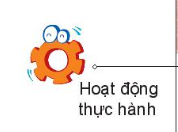 Hoạt động
thực hành